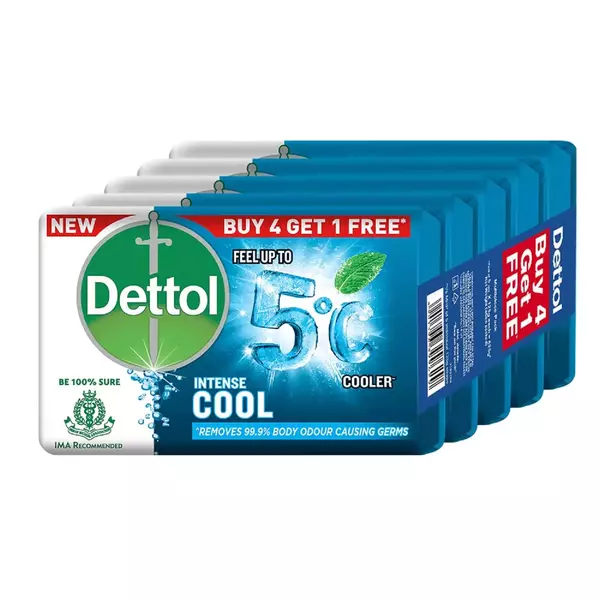 NEW
BUY 4 GET 1 FREE*
Dettol
FEEL UP TO
5°C
COOLER
INTENSE
COOL
BE 100% SURE
IMA RECOMMENDED
*REMOVES 99.9% BODY ODOUR CAUSING GERMS
Dettol
Buy 4
Get 1
FREE